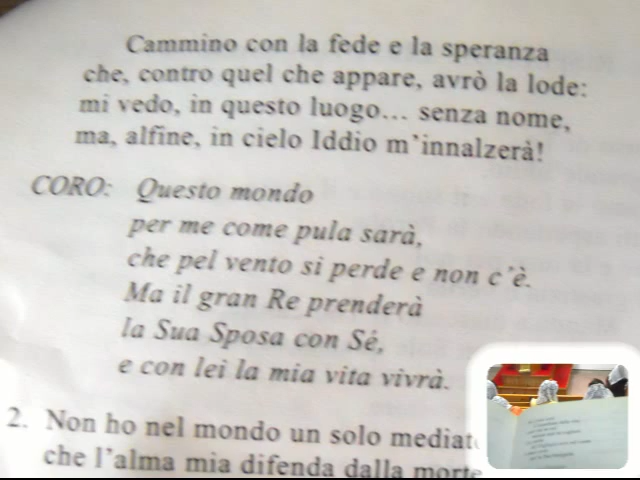 Cammino con la fede e la speranza
che, contro quel che appare, avrò la lode:
mi vedo, in questo luogo... senza nome,
ma, alfine, in cielo Iddio m'innalzerà!
CORO: Questo mondo
per me come pula sarà,
che pel vento si perde e non c'è.
Ma il gran Re prenderà
la Sua Sposa con Sé,
e con lei la mia vita vivrà.
2. Non ho nel mondo un solo
che l'alma mia difenda dalla morte